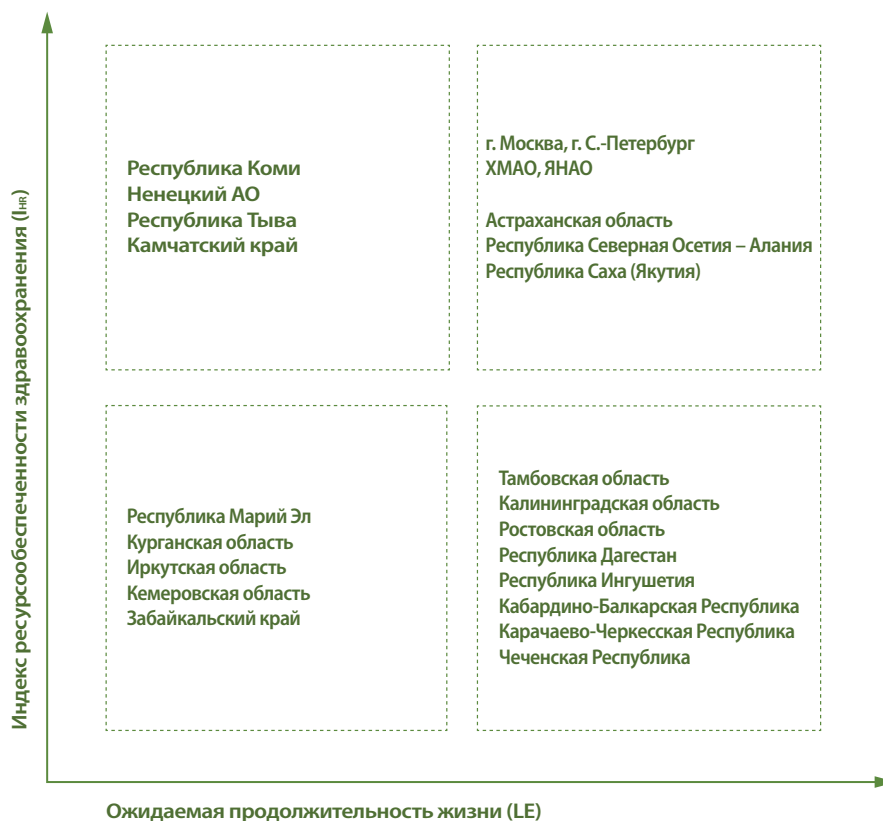 Индекс ресурсообеспеченности здравоохранения (IHR)
Республика Коми
Ненецкий АО
Республика Тыва
Камчатский край
г. Москва, г. С.-Петербург
ХМАО, ЯНАО
Астраханская область
Республика Северная Осетия – Алания
Республика Саха (Якутия)
Республика Марий Эл
Курганская область
Иркутская область
Кемеровская область
Забайкальский край
Тамбовская область
Калининградская область
Ростовская область
Республика Дагестан
Республика Ингушетия
Кабардино-Балкарская Республика
Карачаево-Черкесская Республика
Чеченская Республика
Ожидаемая продолжительность жизни (LE)